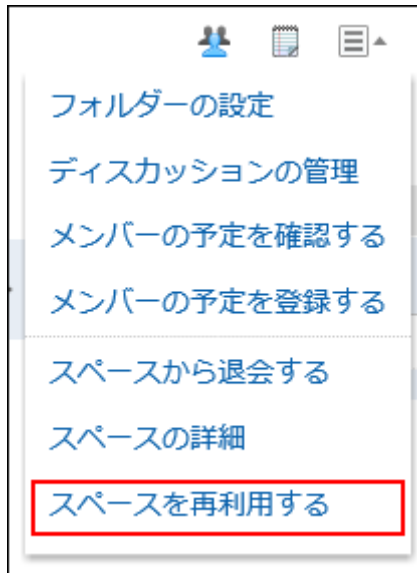 フォルダーの設定
ディスカッションの管理
メンバーの予定を確認する
メンバーの予定を登録する
スペースから退会する
スペースの詳細
スペースを再利用する